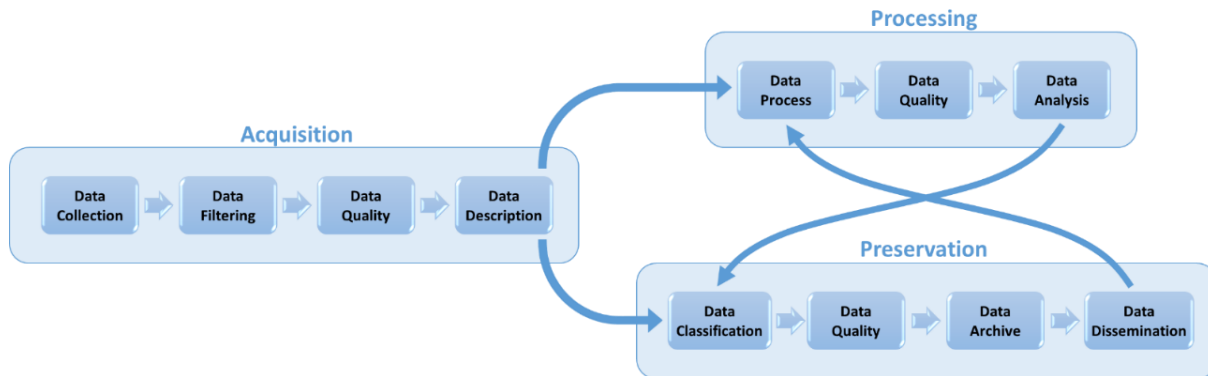 Processing
Data
Process
Data
Quality
Data
Analysis
Acquisition
Data
Collection
Data
Filtering
Data
Quality
Data
Description
Preservation
Data
Classification
Data
Quality
Data
Archive
Data
Dissemination